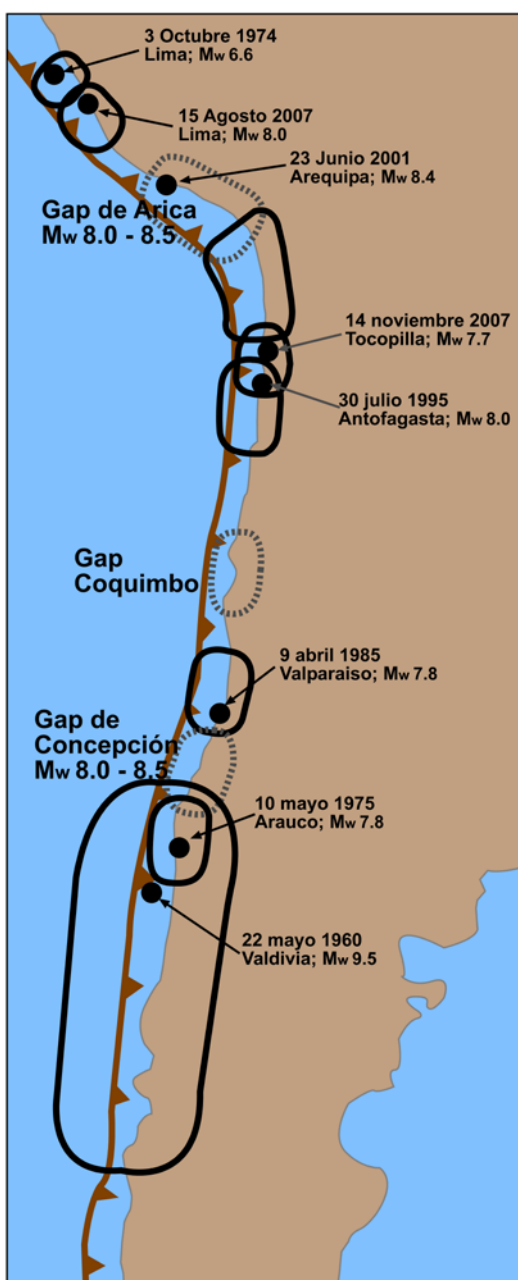 3 Octubre 1974
Lima; Mw 6.6
15 Agosto 2007
Lima; Mw 8.0
23 Junio 2001
Arequipa; Mw 8.4
Gap de Arica
Mw 8.0 - 8.5
14 noviembre 2007
Tocopilla; Mw 7.7
30 julio 1995
Antofagasta; Mw 8.0
Gap
Coquimbo
9 abril 1985
Valparaiso; Mw 7.8
Gap de
Concepción
Mw 8.0 - 8.5
10 mayo 1975
Arauco; Mw 7.8
22 mayo 1960
Valdivia; Mw 9.5